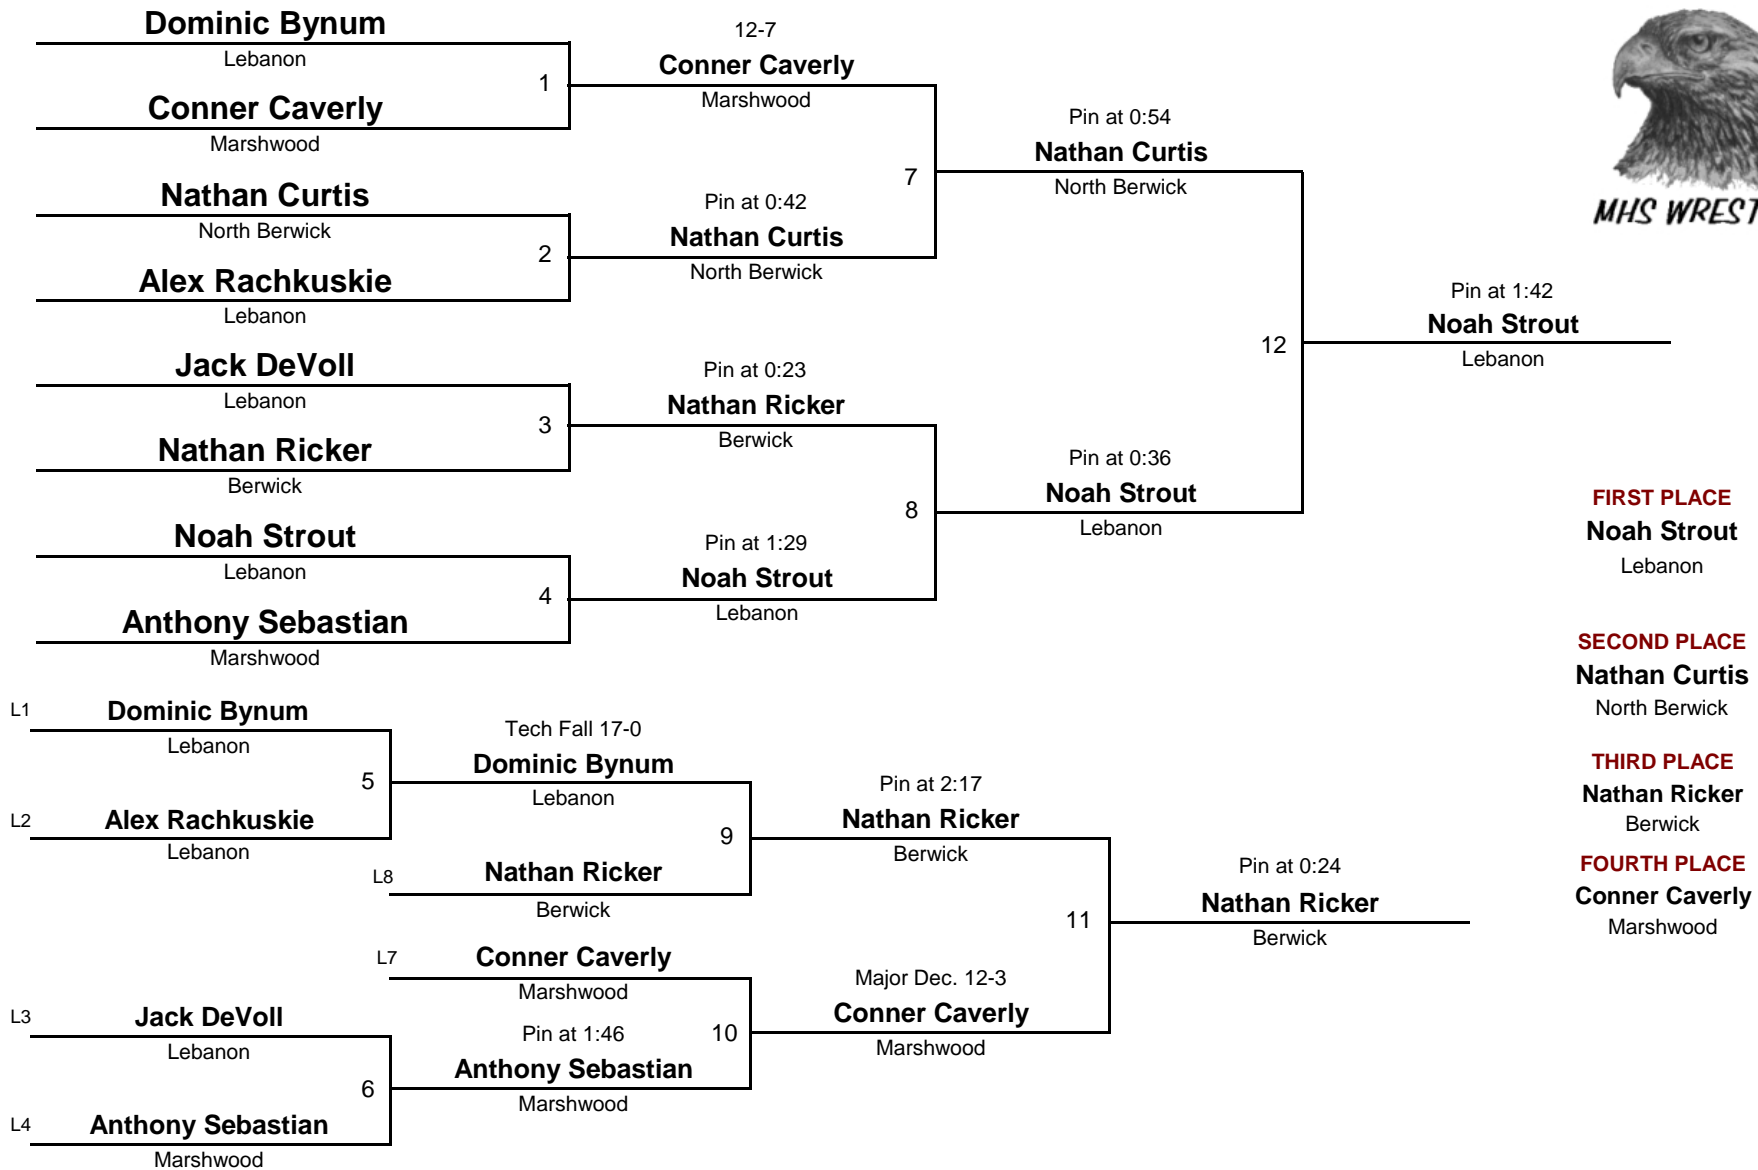 Dominic Bynum
Lebanon
1
Conner Caverly
Marshwood
Nathan Curtis
North Berwick
2
Alex Rachkuskie
Lebanon
Jack DeVoll
Lebanon
3
Nathan Ricker
Berwick
Noah Strout
Lebanon
4
Anthony Sebastian
Marshwood
12-7
Conner Caverly
Marshwood
7
Pin at 0:42
Nathan Curtis
North Berwick
Pin at 0:23
Nathan Ricker
Berwick
8
Pin at 1:29
Noah Strout
Lebanon
Pin at 0:54
Nathan Curtis
North Berwick
12
Pin at 0:36
Noah Strout
Lebanon
Pin at 1:42
Noah Strout
Lebanon
MHS WREST
L1
Dominic Bynum
Lebanon
5
L2
Alex Rachkuskie
Lebanon
Tech Fall 17-0
Dominic Bynum
Lebanon
9
L8
Nathan Ricker
Berwick
L7
Conner Caverly
Marshwood
10
Pin at 1:46
Anthony Sebastian
Marshwood
L3
Jack DeVoll
Lebanon
6
L4
Anthony Sebastian
Marshwood
Pin at 2:17
Nathan Ricker
Berwick
11
Major Dec. 12-3
Conner Caverly
Marshwood
Pin at 0:24
Nathan Ricker
Berwick
FIRST PLACE
Noah Strout
Lebanon
SECOND PLACE
Nathan Curtis
North Berwick
THIRD PLACE
Nathan Ricker
Berwick
FOURTH PLACE
Conner Caverly
Marshwood